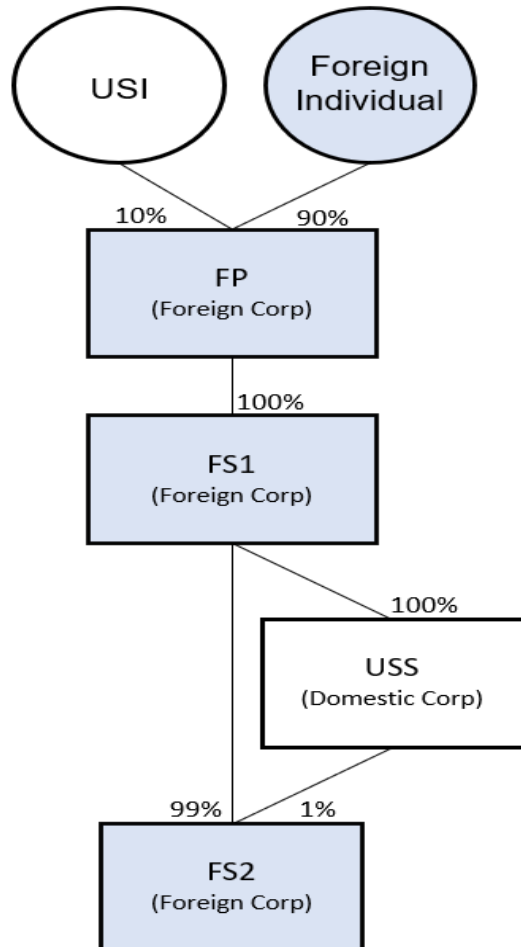 USI
Foreign
Individual
10%
90%
FP
(Foreign Corp)
100%
FS1
(Foreign Corp)
100%
USS
(Domestic Corp)
99%
1%
FS2
(Foreign Corp)